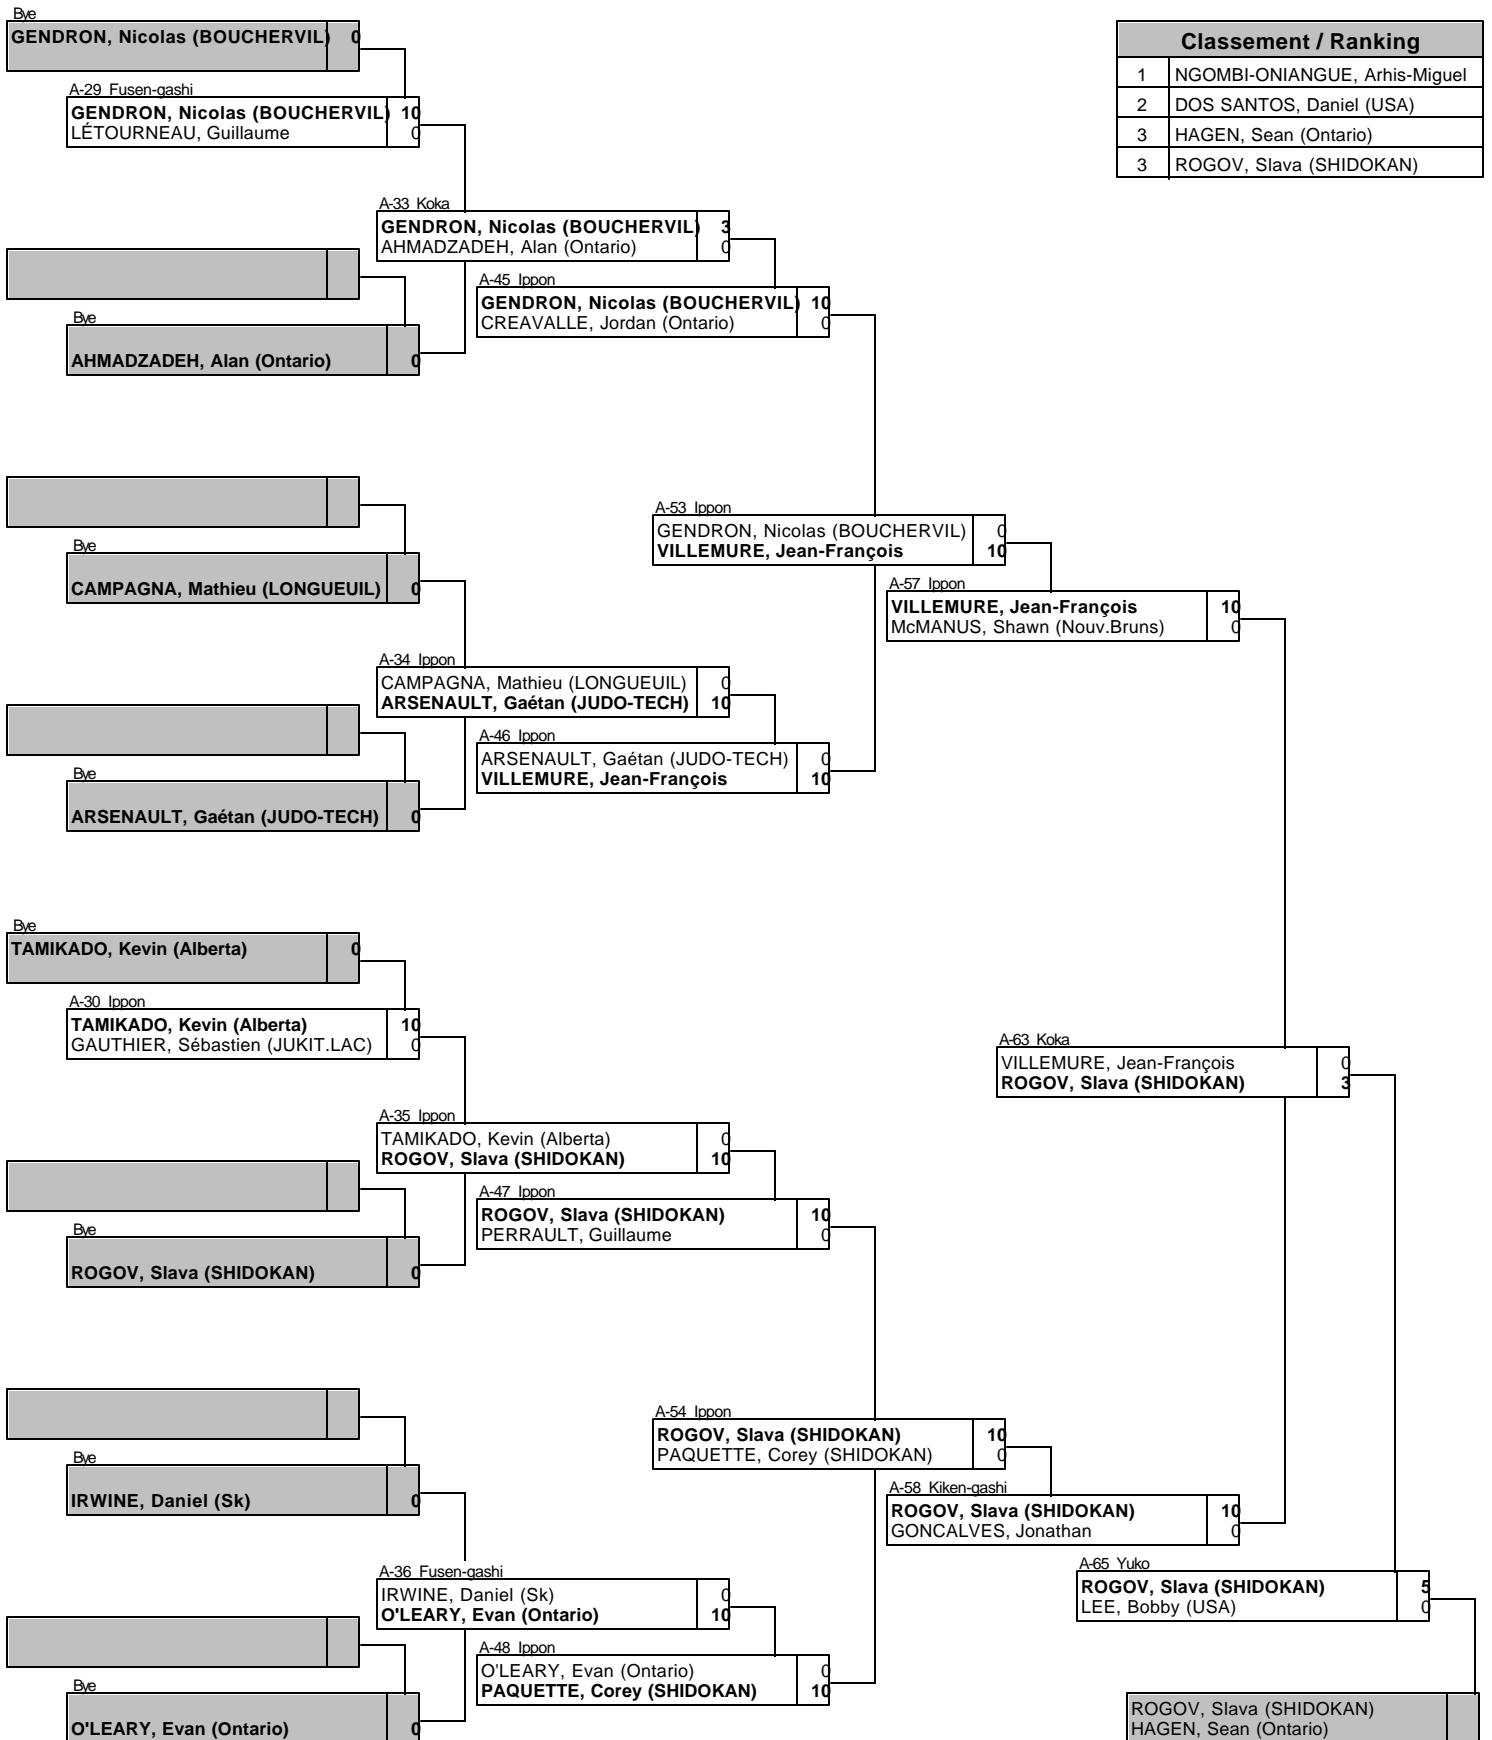 Bye
GENDRON, Nicolas (BOUCHERVIL) 0
Classement / Ranking
1 NGOMBI-ONIANGUE, Arhis-Miguel
2 DOS SANTOS, Daniel (USA)
3 HAGEN, Sean (Ontario)
3 ROGOV, Slava (SHIDOKAN)
A-29 Fusen-gashi
GENDRON, Nicolas (BOUCHERVIL) 10
LÉTOURNEAU, Guillaume 0
A-33 Koka
GENDRON, Nicolas (BOUCHERVIL) 3
AHMADZADEH, Alan (Ontario) 0
A-45 Ippon
GENDRON, Nicolas (BOUCHERVIL) 10
CREAVALLE, Jordan (Ontario) 0
Bye
AHMADZADEH, Alan (Ontario) 0
A-53 Ippon
GENDRON, Nicolas (BOUCHERVIL) 0
VILLEMURE, Jean-François 10
Bye
CAMPAGNA, Mathieu (LONGUEUIL) 0
A-57 Ippon
VILLEMURE, Jean-François 10
McMANUS, Shawn (Nouv.Bruns) 0
A-34 Ippon
CAMPAGNA, Mathieu (LONGUEUIL) 0
ARSENAULT, Gaétan (JUDO-TECH) 10
A-46 Ippon
ARSENAULT, Gaétan (JUDO-TECH) 0
VILLEMURE, Jean-François 10
Bye
ARSENAULT, Gaétan (JUDO-TECH) 0
Bye
TAMIKADO, Kevin (Alberta) 0
A-30 Ippon
TAMIKADO, Kevin (Alberta) 10
GAUTHIER, Sébastien (JUKIT.LAC) 0
A-63 Koka
VILLEMURE, Jean-François 0
ROGOV, Slava (SHIDOKAN) 3
A-35 Ippon
TAMIKADO, Kevin (Alberta) 0
ROGOV, Slava (SHIDOKAN) 10
A-47 Ippon
ROGOV, Slava (SHIDOKAN) 10
PERRAULT, Guillaume 0
Bye
ROGOV, Slava (SHIDOKAN) 0
A-54 Ippon
ROGOV, Slava (SHIDOKAN) 10
PAQUETTE, Corey (SHIDOKAN) 0
Bye
IRWINE, Daniel (Sk) 0
A-58 Kiken-gashi
ROGOV, Slava (SHIDOKAN) 10
GONCALVES, Jonathan 0
A-36 Fusen-gashi
IRWINE, Daniel (Sk) 0
O'LEARY, Evan (Ontario) 10
A-65 Yuko
ROGOV, Slava (SHIDOKAN) 5
LEE, Bobby (USA) 0
A-48 Ippon
O'LEARY, Evan (Ontario) 0
PAQUETTE, Corey (SHIDOKAN) 10
Bye
O'LEARY, Evan (Ontario) 0
ROGOV, Slava (SHIDOKAN)
HAGEN, Sean (Ontario)